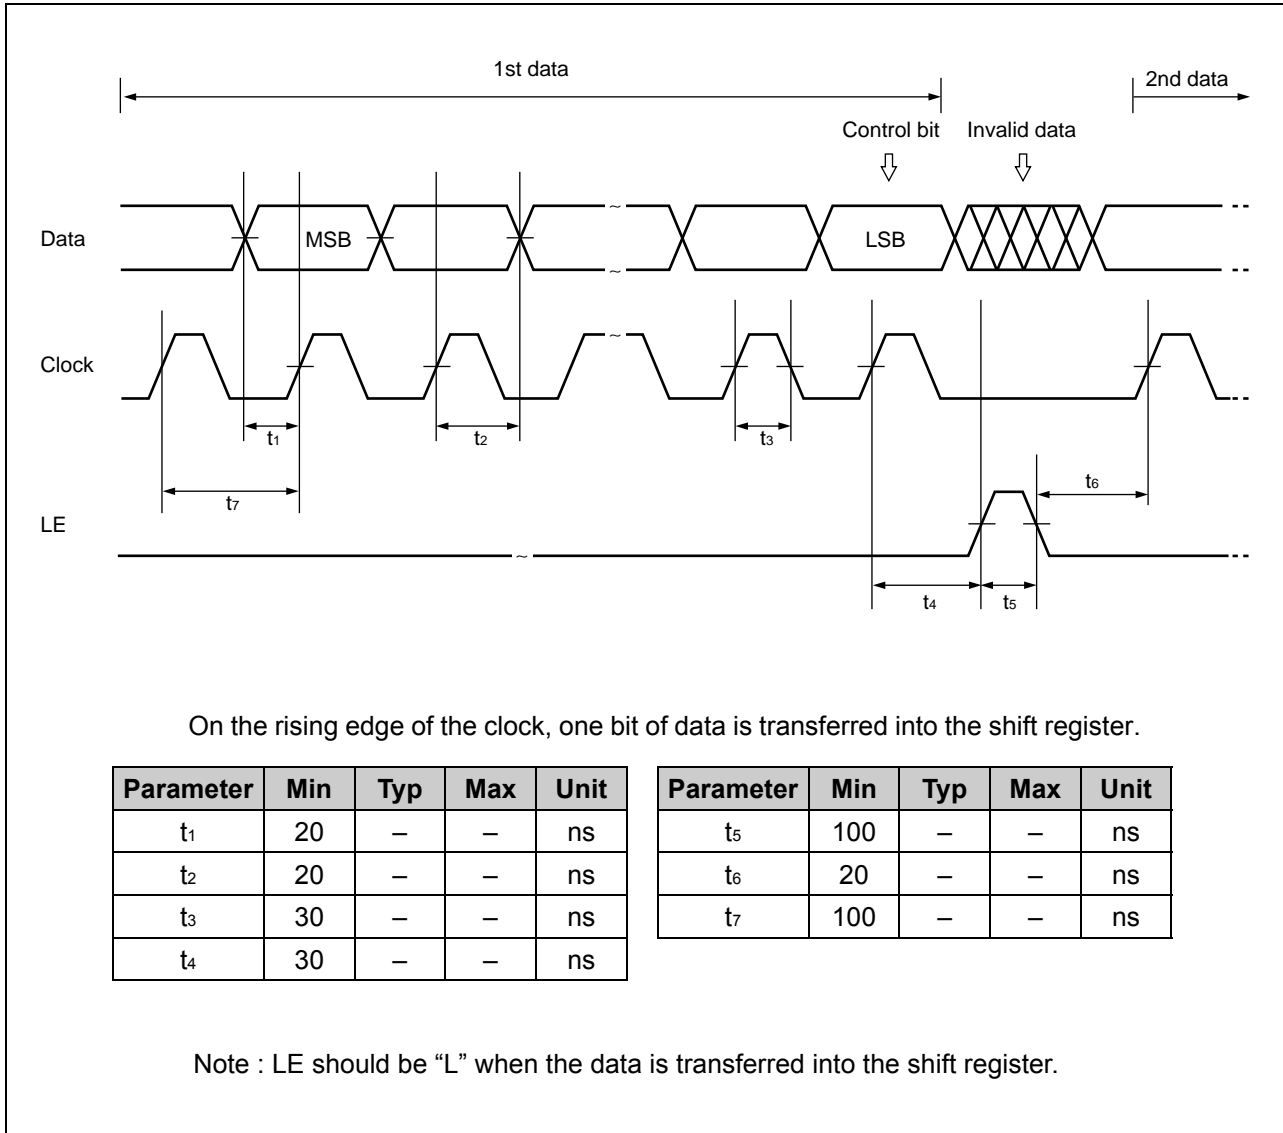 1st data
2nd data
Control bit Invalid data
Data MSB LSB
~
~
Clock ~
t1 t2 t3
t7 t6
LE ~
t4 t5
On the rising edge of the clock, one bit of data is transferred into the shift register.
Parameter Min Typ Max Unit
t1 20 – – ns
t2 20 – – ns
t3 30 – – ns
t4 30 – – ns
Parameter Min Typ Max Unit
t5 100 – – ns
t6 20 – – ns
t7 100 – – ns
Note : LE should be “L” when the data is transferred into the shift register.